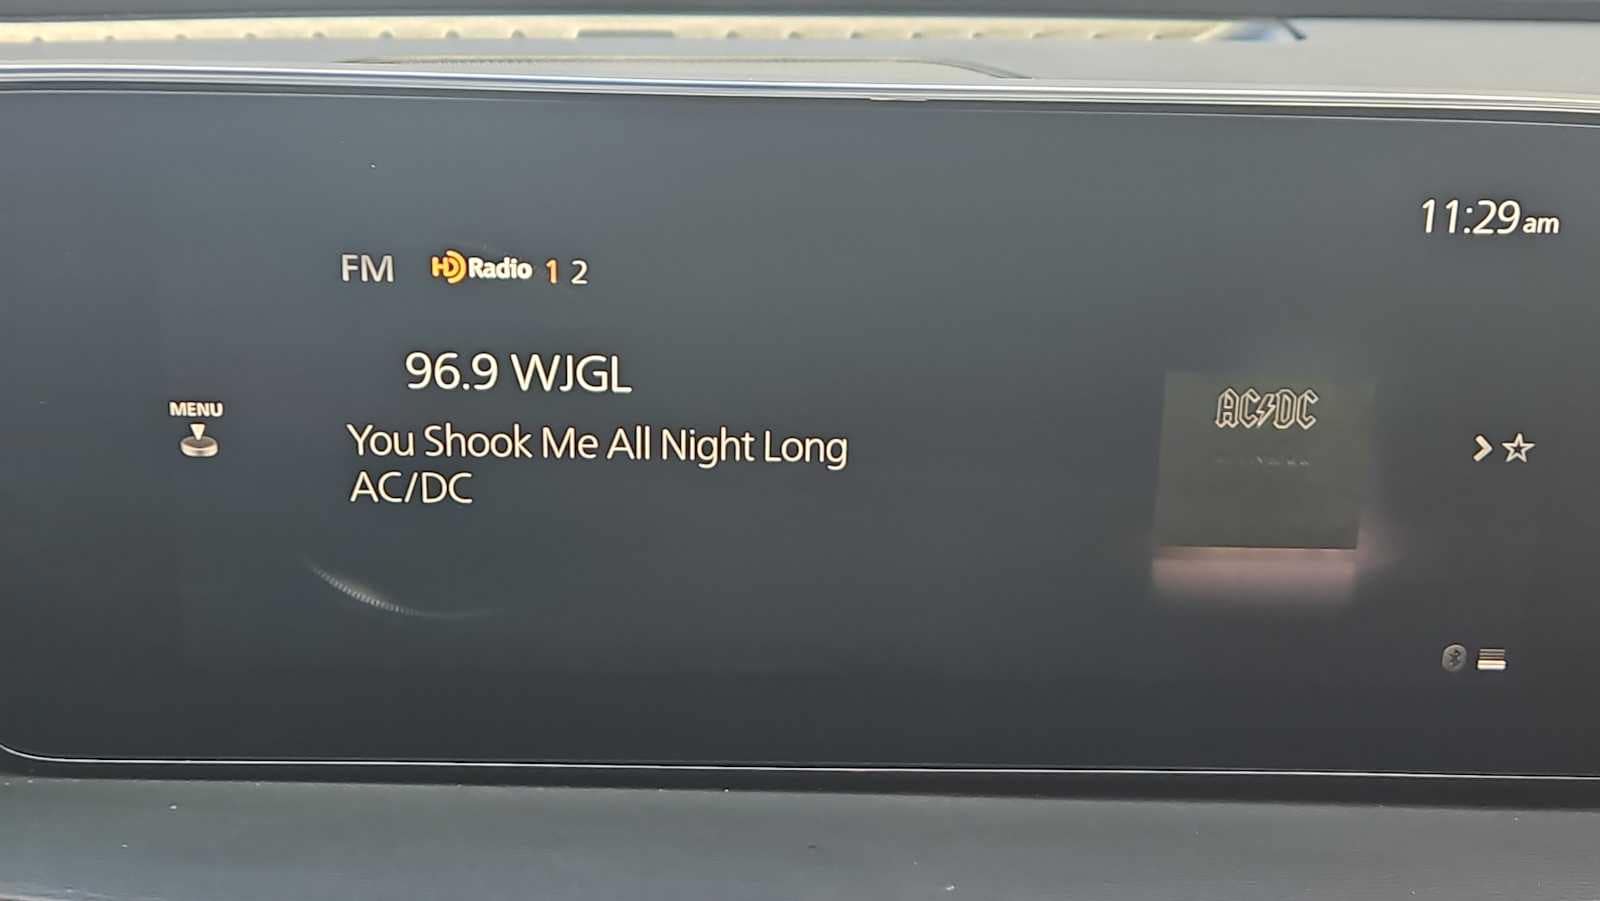 11:29am
FM HD Radio 1 2
96.9 WJGL
MENU
You Shook Me All Night Long
AC/DC
AC/DC